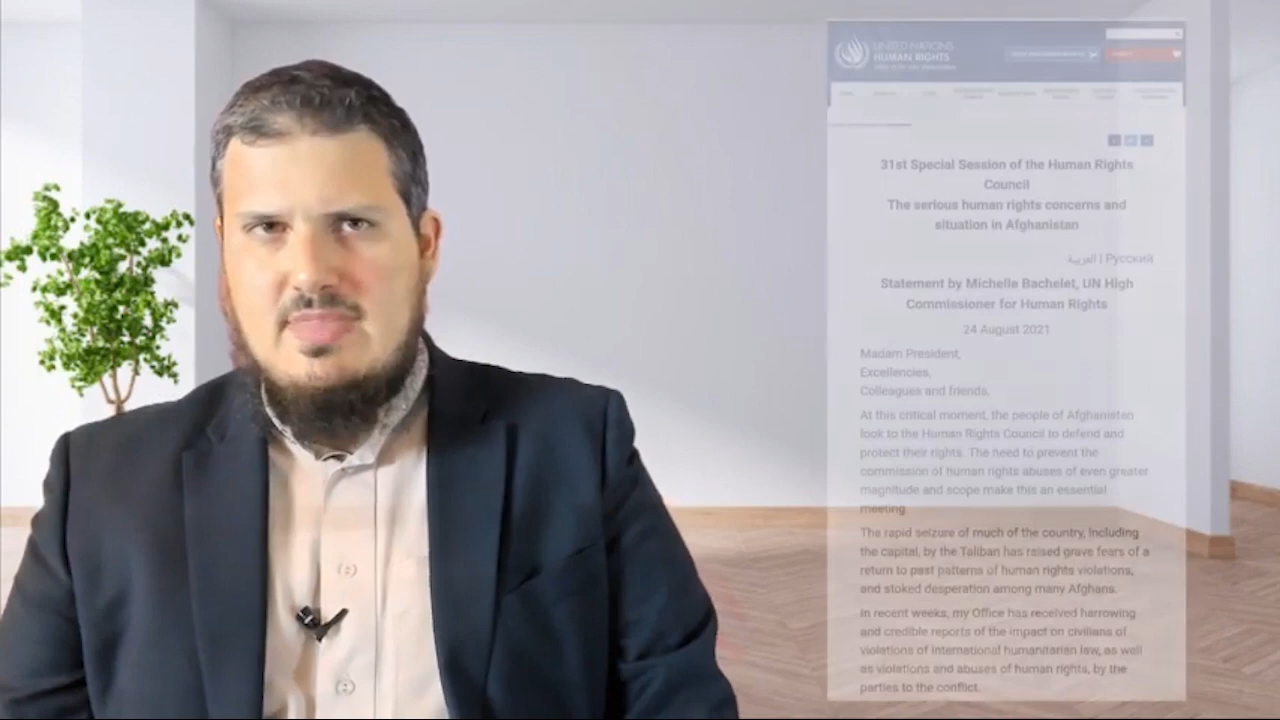 UNITED NATIONS
HUMAN RIGHTS
31st Special Session of the Human Rights
Council
The serious human rights concerns and
situation in Afghanistan
العربية | Русский
Statement by Michelle Bachelet, UN High
Commissioner for Human Rights
24 August 2021
Madam President,
Excellencies,
Colleagues and friends,
At this critical moment, the people of Afghanistan
look to the Human Rights Council to defend and
protect their rights. The need to prevent the
commission of human rights abuses of even greater
magnitude and scope make this an essential
meeting
The rapid seizure of much of the country, including
the capital, by the Taliban has raised grave fears of a
return to past patterns of human rights violations,
and stoked desperation among many Afghans.
In recent weeks, my Office has received harrowing
and credible reports of the impact on civilians of
violations of international humanitarian law, as well
as violations and abuses of human rights, by the
parties to the conflict.